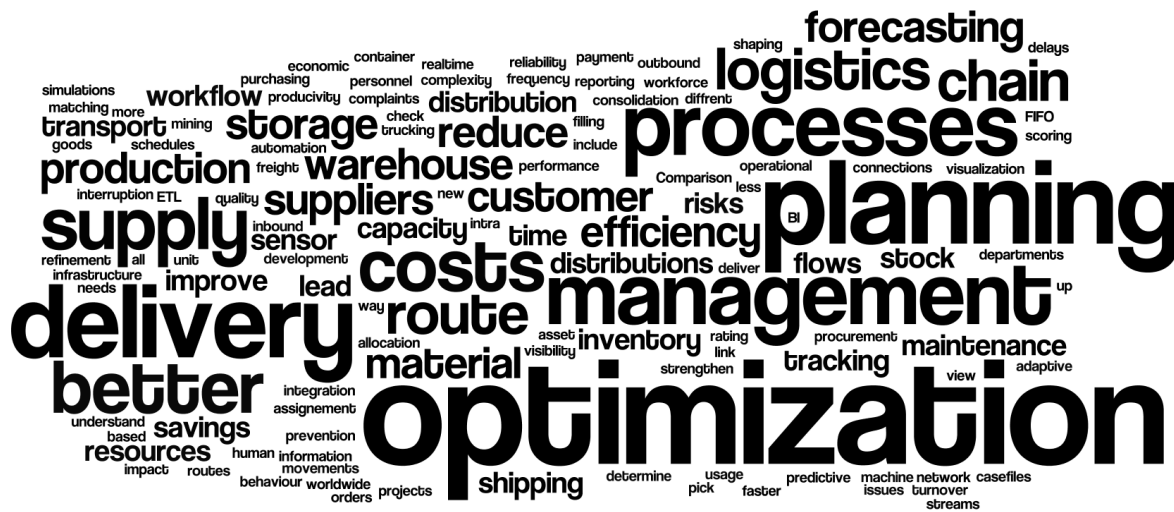 forecasting
shaping
delays
container
realtime
reliability
payment
outbound
economic
logistics
chain
purchasing
personnel
complexity
frequency
reporting
workforce
simulations
workflow
producivity
complaints
distribution
consolidation
diffrent
matching
more
processes
FIFO
transport
mining
storage
check
trucking
reduce
filling
include
scoring
goods
schedules
automation
production
freight
warehouse
performance
operational
connections
visualization
interruption
ETL
quality
suppliers
new
customer
Comparison
less
risks
planning
BI
supply
inbound
sensor
capacity
intra
time
efficiency
refinement
all
unit
development
costs
distributions
deliver
flows
stock
departments
infrastructure
needs
improve
lead
management
up
delivery
way
route
allocation
asset
visibility
inventory
rating
link
procurement
maintenance
material
strengthen
tracking
adaptive
view
better
integration
optimization
assignement
understand
based
savings
prevention
resources
human
information
impact
routes
movements
behaviour
worldwide
orders
projects
shipping
determine
usage
pick
faster
predictive
machine
network
casefiles
issues
turnover
streams